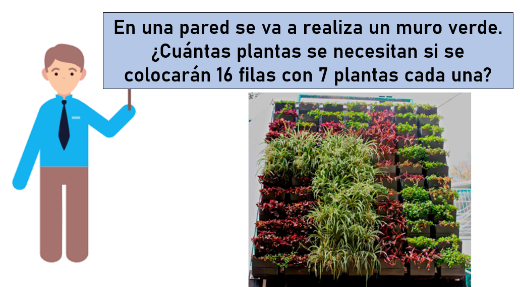 En una pared se va a realiza un muro verde.
¿Cuántas plantas se necesitan si se
colocarán 16 filas con 7 plantas cada una?